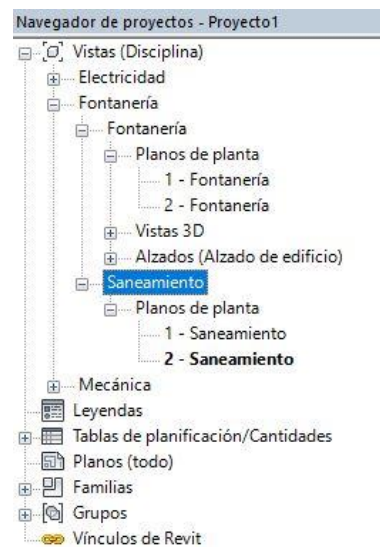 Navegador de proyectos - Proyecto1
Vistas (Disciplina)
Electricidad
Fontanería
Fontanería
Planos de planta
1 - Fontanería
2 - Fontanería
Vistas 3D
Alzados (Alzado de edificio)
Saneamiento
Planos de planta
1 - Saneamiento
2 - Saneamiento
Mecánica
Leyendas
Tablas de planificación/Cantidades
Planos (todo)
Familias
Grupos
Vínculos de Revit